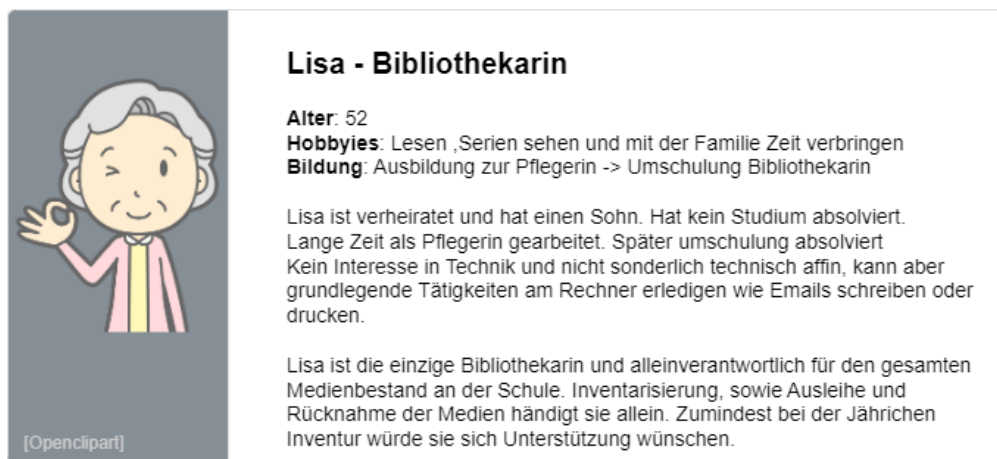 Lisa - Bibliothekarin
Alter: 52
Hobbyies: Lesen ,Serien sehen und mit der Familie Zeit verbringen
Bildung: Ausbildung zur Pflegerin -> Umschulung Bibliothekarin
Lisa ist verheiratet und hat einen Sohn. Hat kein Studium absolviert.
Lange Zeit als Pflegerin gearbeitet. Später umschulung absolviert
Kein Interesse in Technik und nicht sonderlich technisch affin, kann aber
grundlegende Tätigkeiten am Rechner erledigen wie Emails schreiben oder
drucken.
Lisa ist die einzige Bibliothekarin und alleinverantwortlich für den gesamten
Medienbestand an der Schule. Inventarisierung, sowie Ausleihe und
Rücknahme der Medien händigt sie allein. Zumindest bei der Jährichen
Inventur würde sie sich Unterstützung wünschen.
[Openclipart]